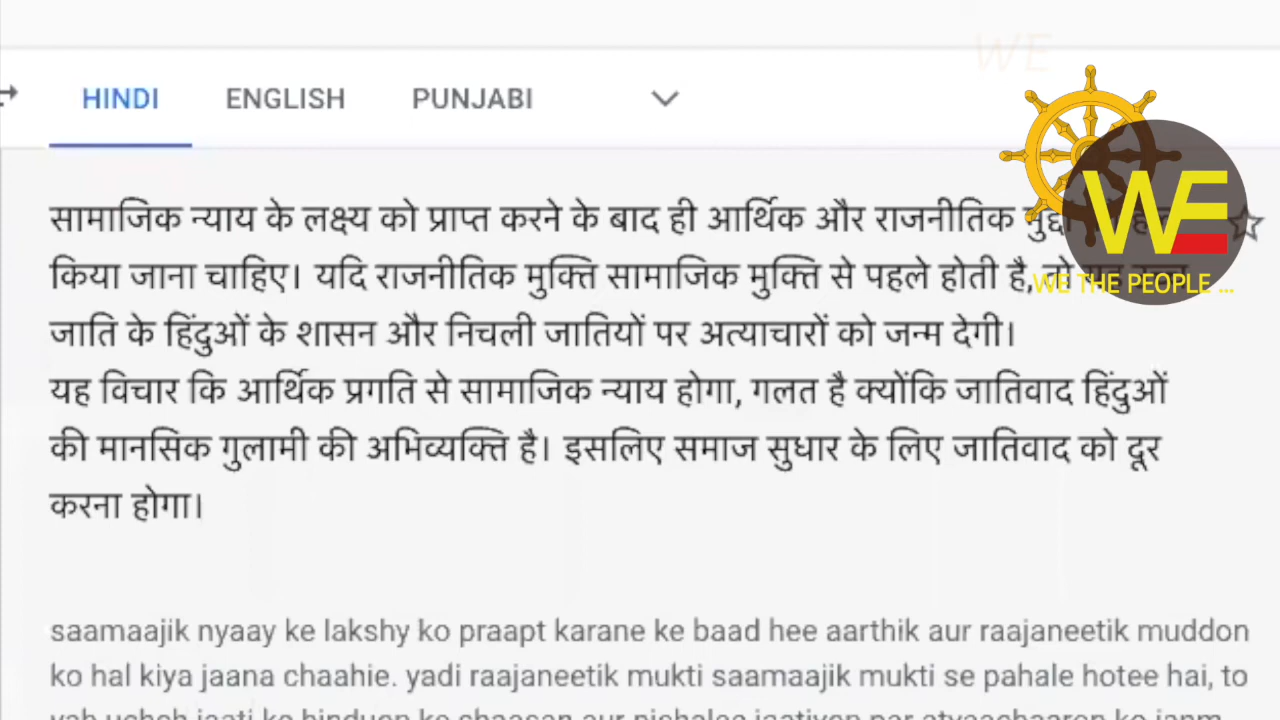 WE
HINDI ENGLISH PUNJABI
सामाजिक न्याय के लक्ष्य को प्राप्त करने के बाद ही आर्थिक और राजनीतिक
WE
किया जाना चाहिए। यदि राजनीतिक मुक्ति सामाजिक मुक्ति से पहले होती है,
WE THE PEOPLE ...
जाति के हिंदुओं के शासन और निचली जातियों पर अत्याचारों को जन्म देगी।
यह विचार कि आर्थिक प्रगति से सामाजिक न्याय होगा, गलत है क्योंकि जातिवाद हिंदुओं
की मानसिक गुलामी की अभिव्यक्ति है। इसलिए समाज सुधार के लिए जातिवाद को दूर
करना होगा।
saamaajik nyaay ke lakshy ko praapt karane ke baad hee aarthik aur raajaneetik muddon
ko hal kiya jaana chaahie. yadi raajaneetik mukti saamaajik mukti se pahale hotee hai, to